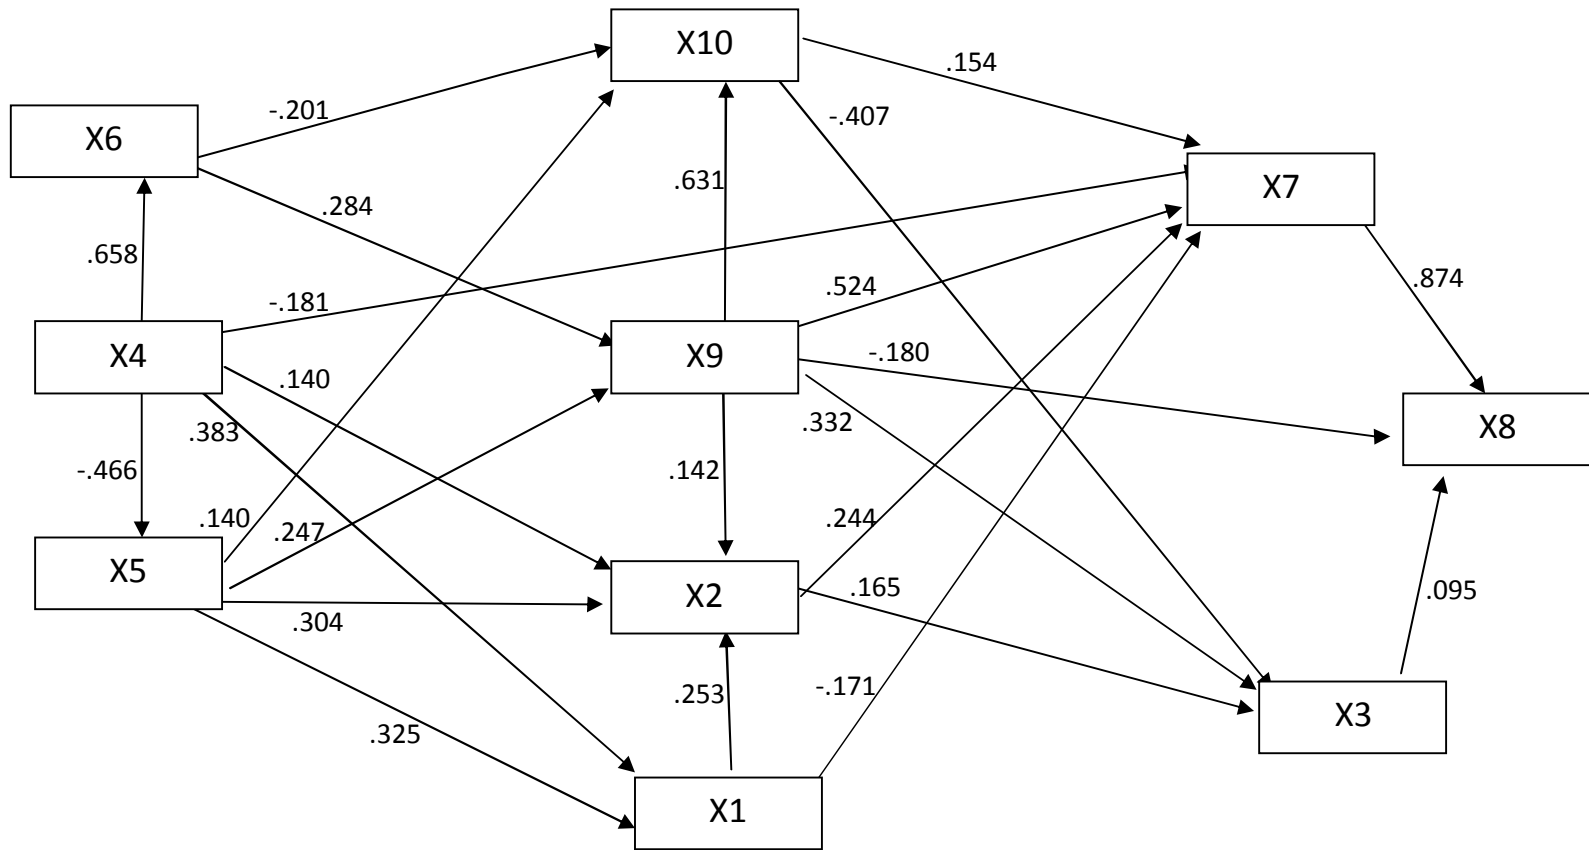 X10
.154
-.201
-.407
X6
.631
X7
.284
.658
-.181
.524
.874
X4
X9
-.180
.140
.332
.383
X8
-.466
.142
.140
.247
.244
X5
X2
.165
.095
.304
.253
-.171
X3
.325
X1